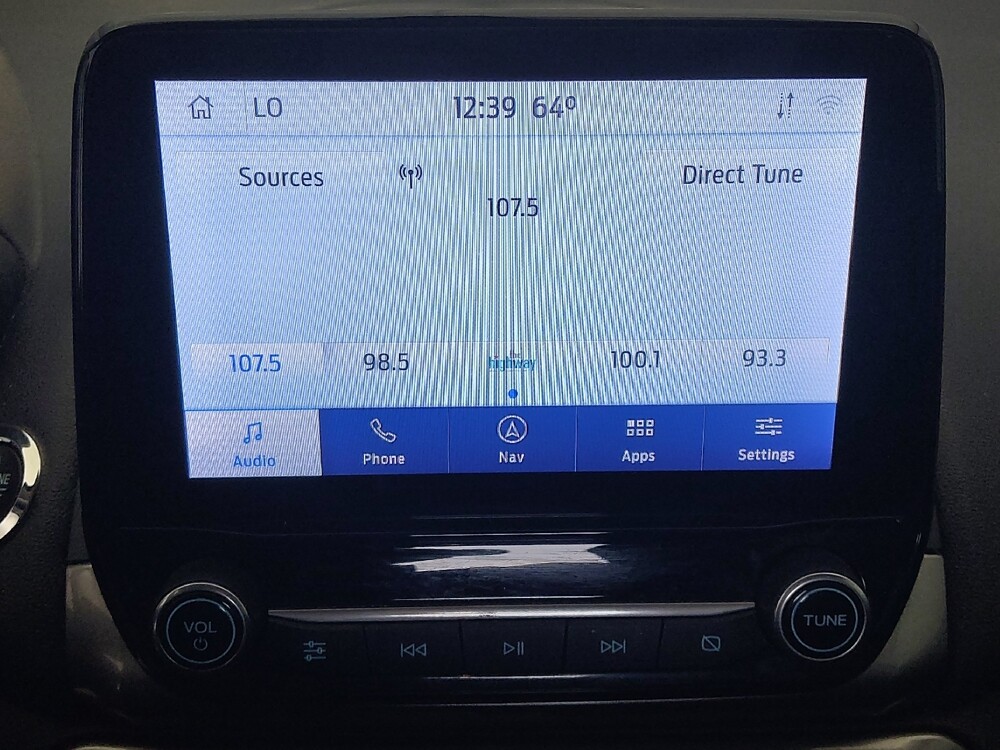 LO 12:39 64°
Sources Direct Tune
107.5
107.5 98.5 the highway 100.1 93.3
Audio Phone Nav Apps Settings
VOL TUNE